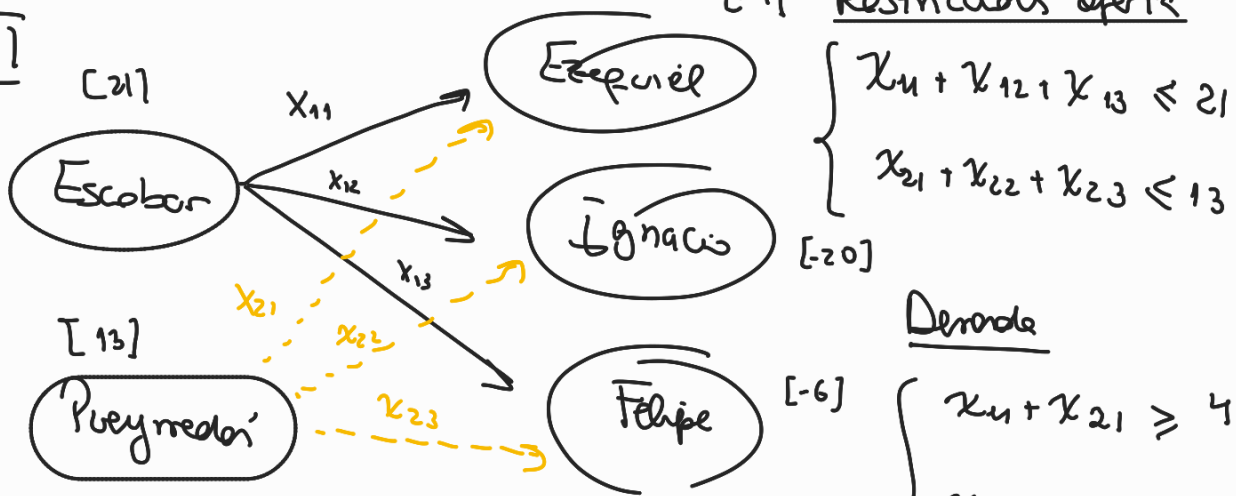 Restricciones oferta
[21]
Escobar
X11
X12
X13
Ezequiel
Ignacio
[-20]
Felipe
[-6]
[13]
Pueyrredón
X21
X22
X23
X11 + X12 + X13 ≤ 21
X21 + X22 + X23 ≤ 13
Demanda
X11 + X21 ≥ 4